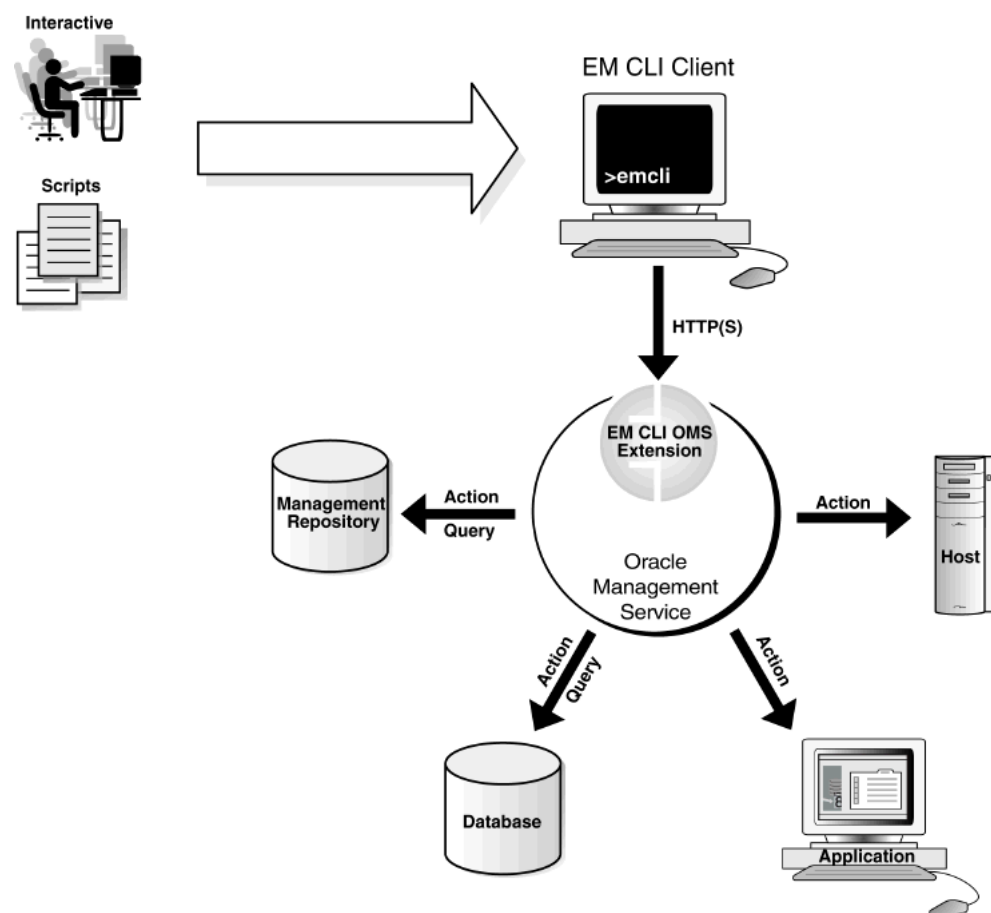 Interactive
EM CLI Client
>emcli
Scripts
HTTP(S)
EM CLI OMS
Extension
Management
Repository
Action
Query
Action
Host
Oracle
Management
Service
Action
Query
Action
Database
Application